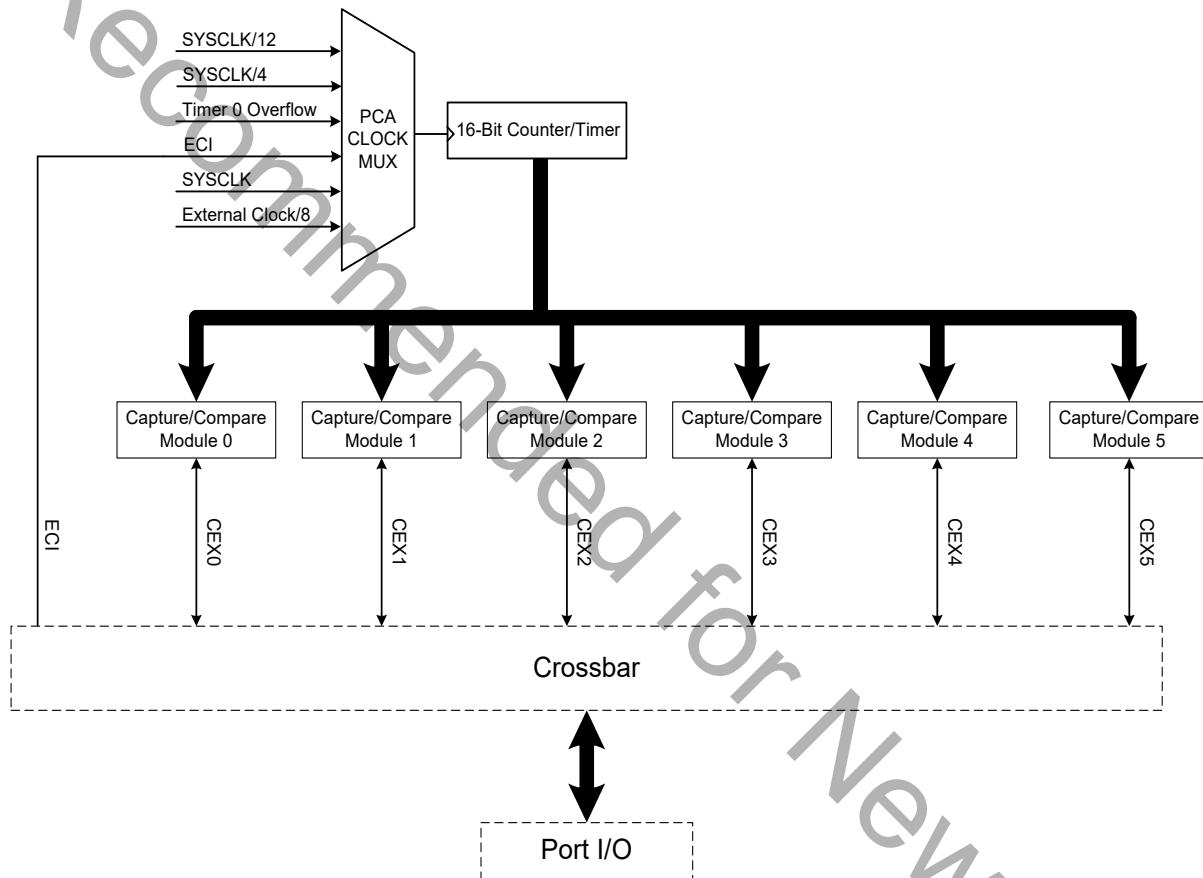 SYSCLK/12
SYSCLK/4
Timer 0 Overflow
ECI
SYSCLK
External Clock/8
PCA
CLOCK
MUX
16-Bit Counter/Timer
Capture/Compare
Module 0
Capture/Compare
Module 1
Capture/Compare
Module 2
Capture/Compare
Module 3
Capture/Compare
Module 4
Capture/Compare
Module 5
ECI
CEX0
CEX1
CEX2
CEX3
CEX4
CEX5
Crossbar
Port I/O
Recommended for New